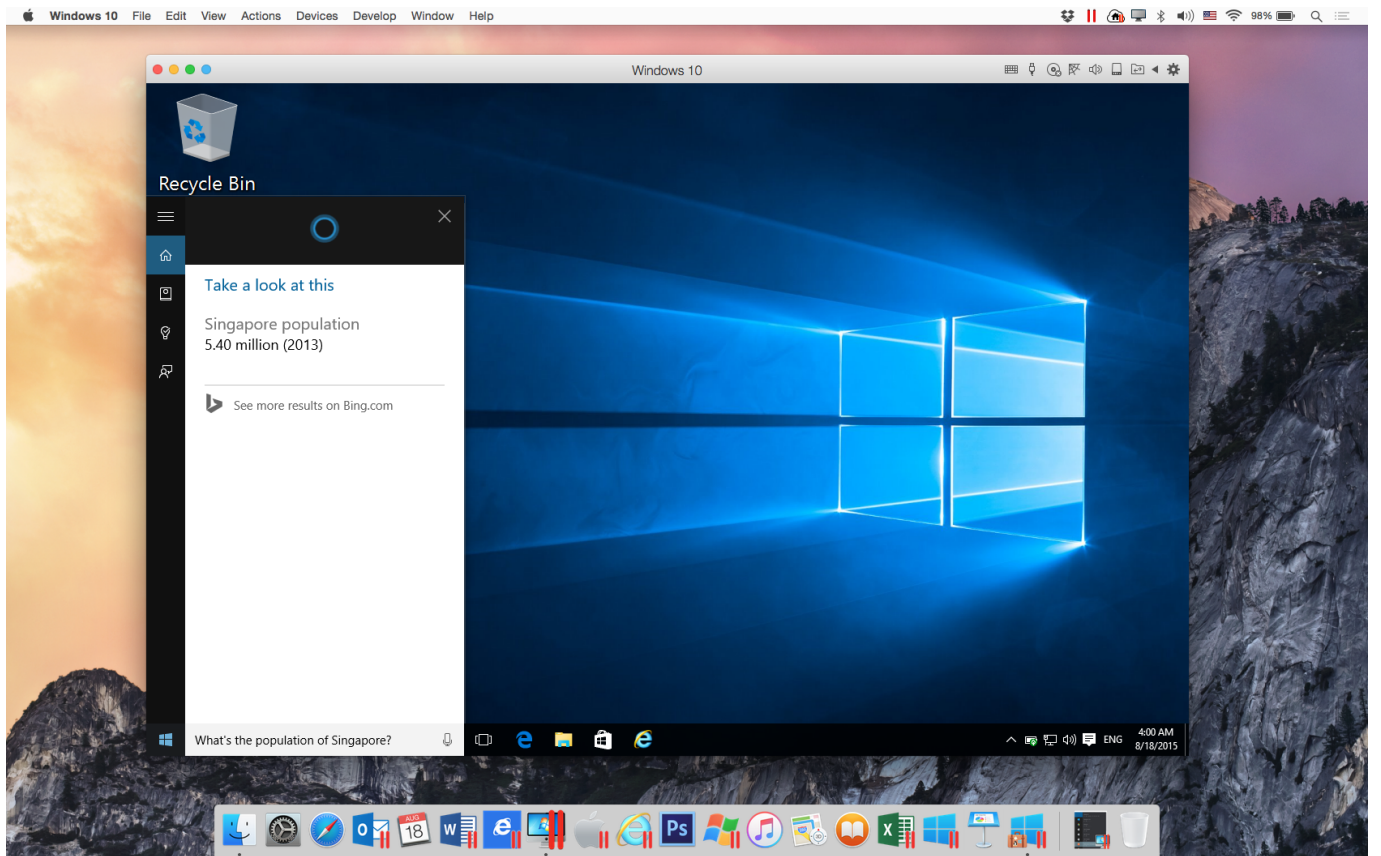 Windows 10 File Edit View Actions Devices Develop Window Help 98%
Windows 10
Recycle Bin
Take a look at this
Singapore population
5.40 million (2013)
See more results on Bing.com
What's the population of Singapore?
ENG
4:00 AM
8/18/2015
AUG
18
Ps